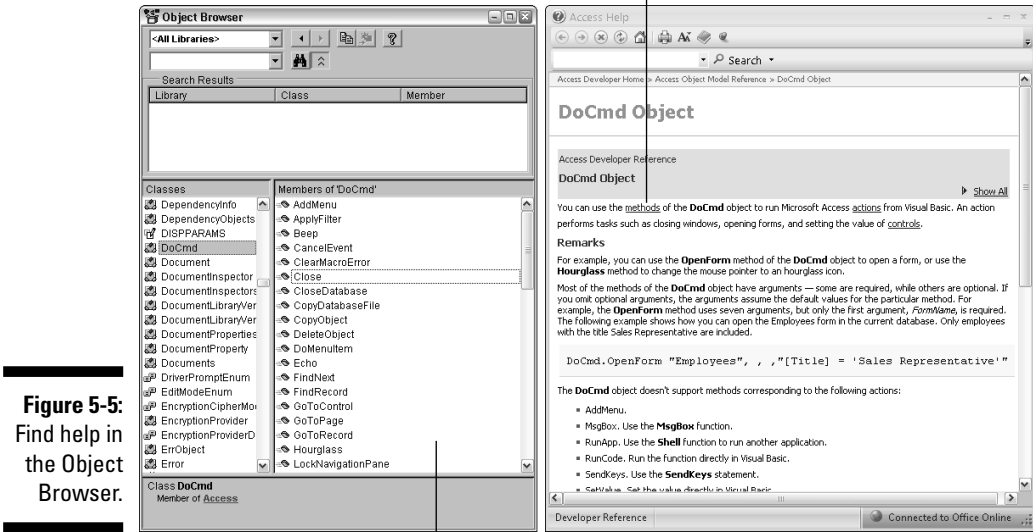 Object Browser
<All Libraries>
Search Results
Library Class Member
Classes
DependencyInfo
DependencyObjects
DISPPARAMS
DoCmd
Document
DocumentInspector
DocumentInspectors
DocumentLibraryVer
DocumentLibraryVer
DocumentProperties
DocumentProperty
Documents
DriverPromptEnum
EditModeEnum
EncryptionCipherMo
EncryptionProvider
EncryptionProviderD
ErrObject
Error
Members of 'DoCmd'
AddMenu
ApplyFilter
Beep
CancelEvent
ClearMacroError
Close
CloseDatabase
CopyDatabaseFile
CopyObject
DeleteObject
DoMenuItem
Echo
FindNext
FindRecord
GoToControl
GoToPage
GoToRecord
Hourglass
LockNavigationPane
Class DoCmd
Member of Access
Access Help
Search
Access Developer Home > Access Object Model Reference > DoCmd Object
DoCmd Object
Access Developer Reference
DoCmd Object
Show All
You can use the methods of the DoCmd object to run Microsoft Access actions from Visual Basic. An action
performs tasks such as closing windows, opening forms, and setting the value of controls.
Remarks
For example, you can use the OpenForm method of the DoCmd object to open a form, or use the
Hourglass method to change the mouse pointer to an hourglass icon.
Most of the methods of the DoCmd object have arguments — some are required, while others are optional. If
you omit optional arguments, the arguments assume the default values for the particular method. For
example, the OpenForm method uses seven arguments, but only the first argument, FormName, is required.
The following example shows how you can open the Employees form in the current database. Only employees
with the title Sales Representative are included.
DoCmd.OpenForm "Employees", , ,"[Title] = 'Sales Representative'"
The DoCmd object doesn't support methods corresponding to the following actions:
AddMenu.
MsgBox. Use the MsgBox function.
RunApp. Use the Shell function to run another application.
RunCode. Run the function directly in Visual Basic.
SendKeys. Use the SendKeys statement.
SetValue. Set the value directly in Visual Basic.
Developer Reference
Connected to Office Online
Figure 5-5:
Find help in
the Object
Browser.